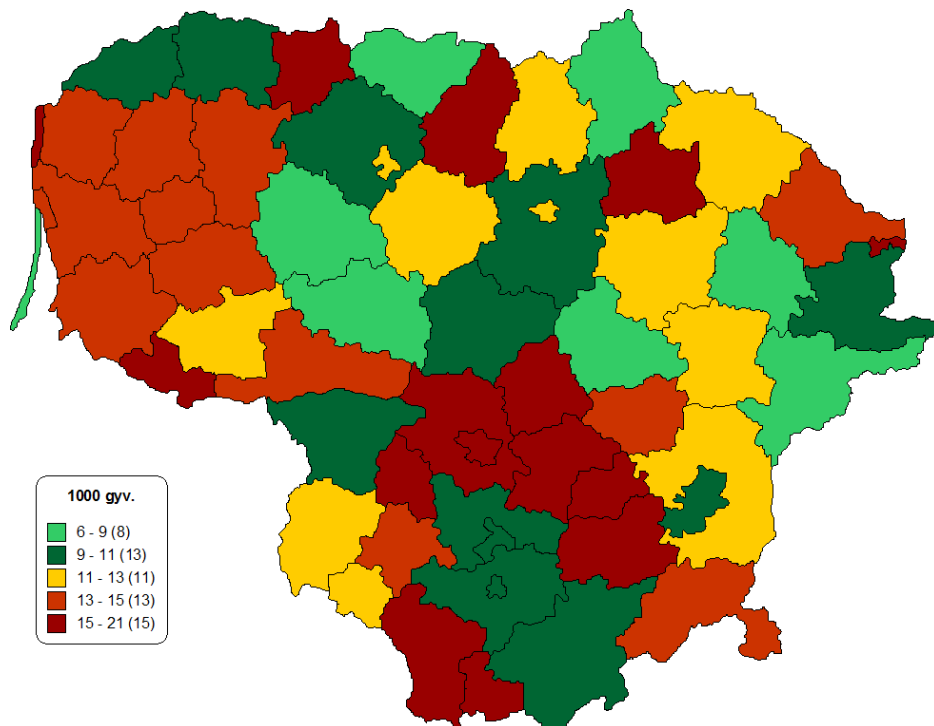 1000 gyv.
6 - 9 (8)
9 - 11 (13)
11 - 13 (11)
13 - 15 (13)
15 - 21 (15)